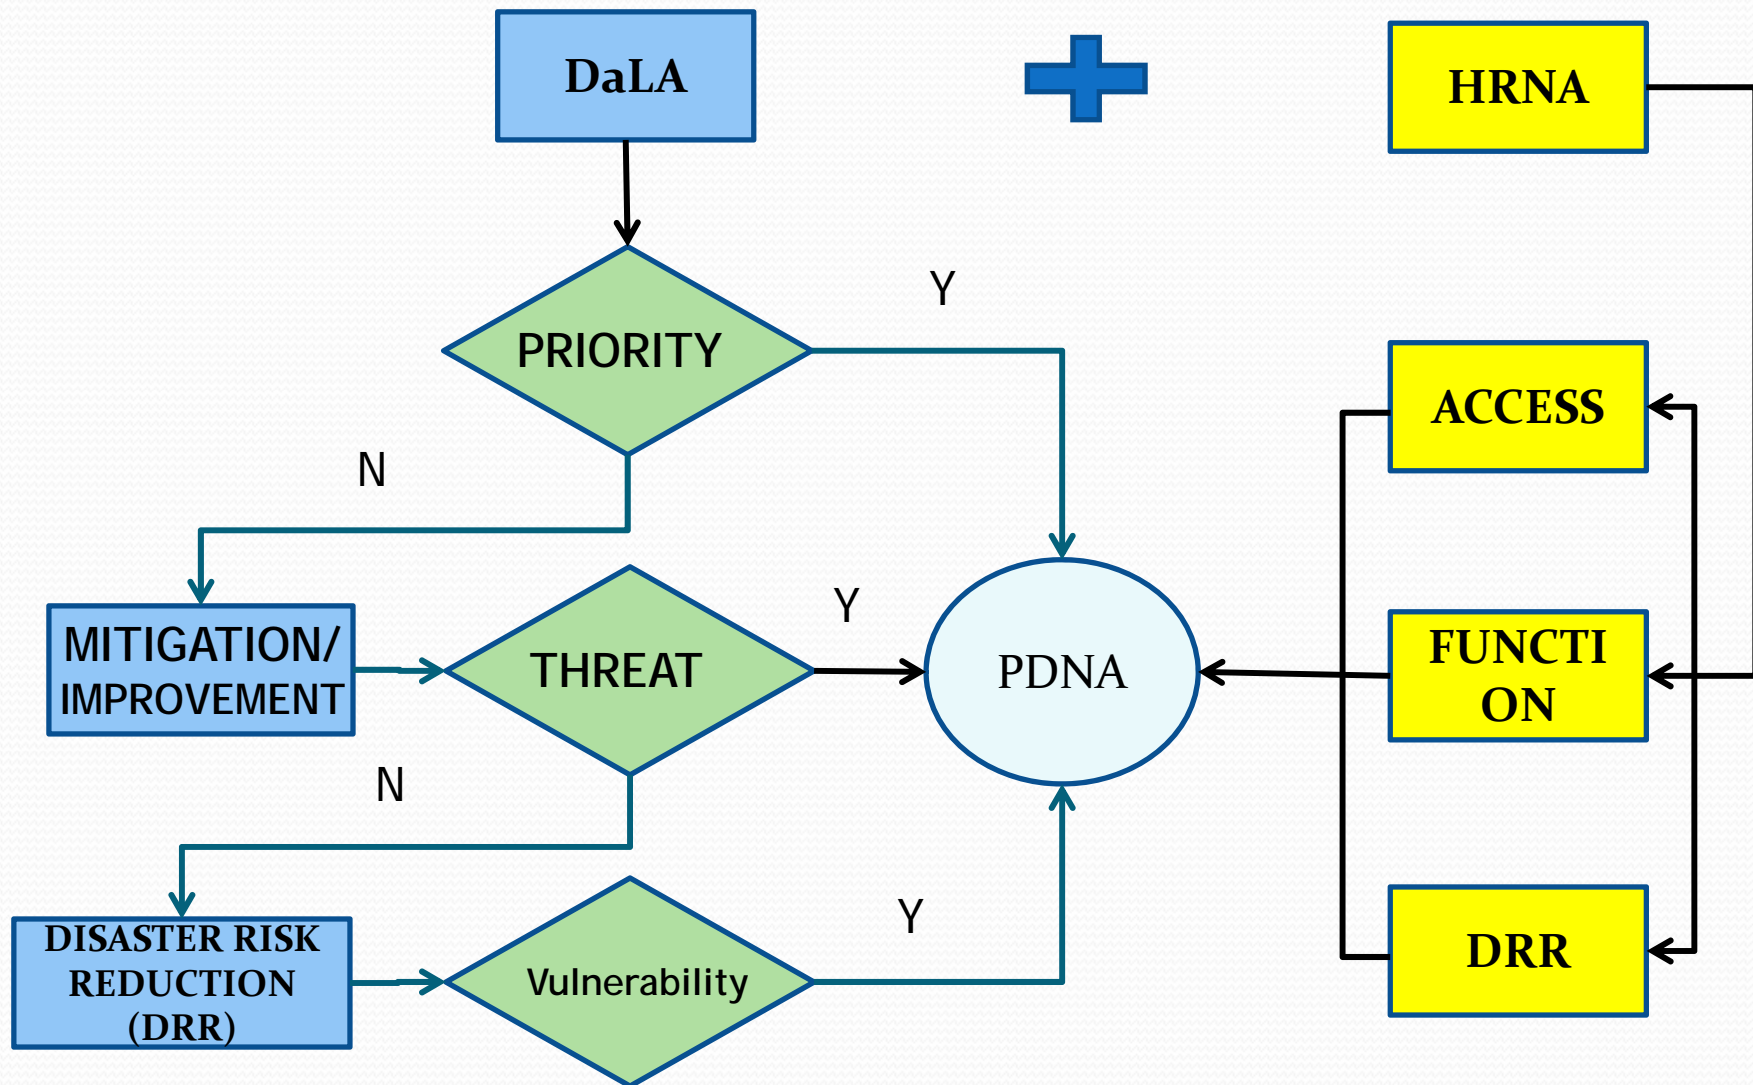 DaLA
HRNA
Y
PRIORITY
ACCESS
N
Y
MITIGATION/
IMPROVEMENT
THREAT
PDNA
FUNCTI
ON
N
Y
DISASTER RISK
REDUCTION
(DRR)
Vulnerability
DRR